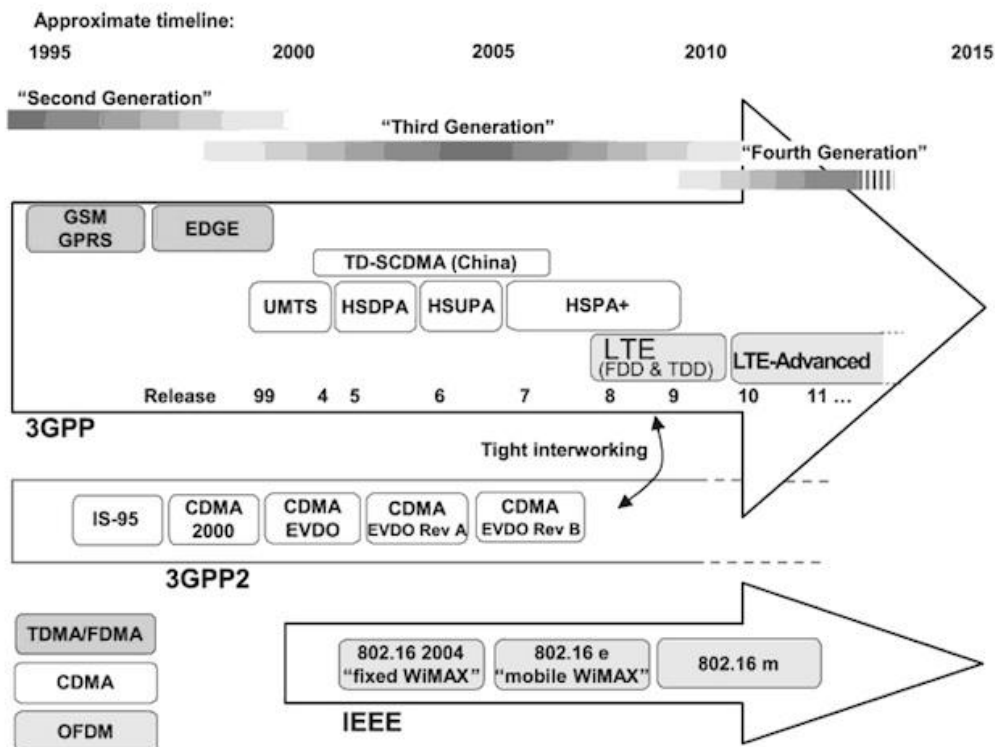 Approximate timeline:
1995 2000 2005 2010 2015
“Second Generation”
“Third Generation”
“Fourth Generation”
GSM
GPRS
EDGE
TD-SCDMA (China)
UMTS HSDPA HSUPA HSPA+
LTE
(FDD & TDD)
LTE-Advanced
Release 99 4 5 6 7 8 9 10 11 ...
3GPP
Tight interworking
IS-95
CDMA
2000
CDMA
EVDO
CDMA
EVDO Rev A
CDMA
EVDO Rev B
3GPP2
TDMA/FDMA
CDMA
OFDM
802.16 2004
“fixed WiMAX”
802.16 e
“mobile WiMAX”
802.16 m
IEEE